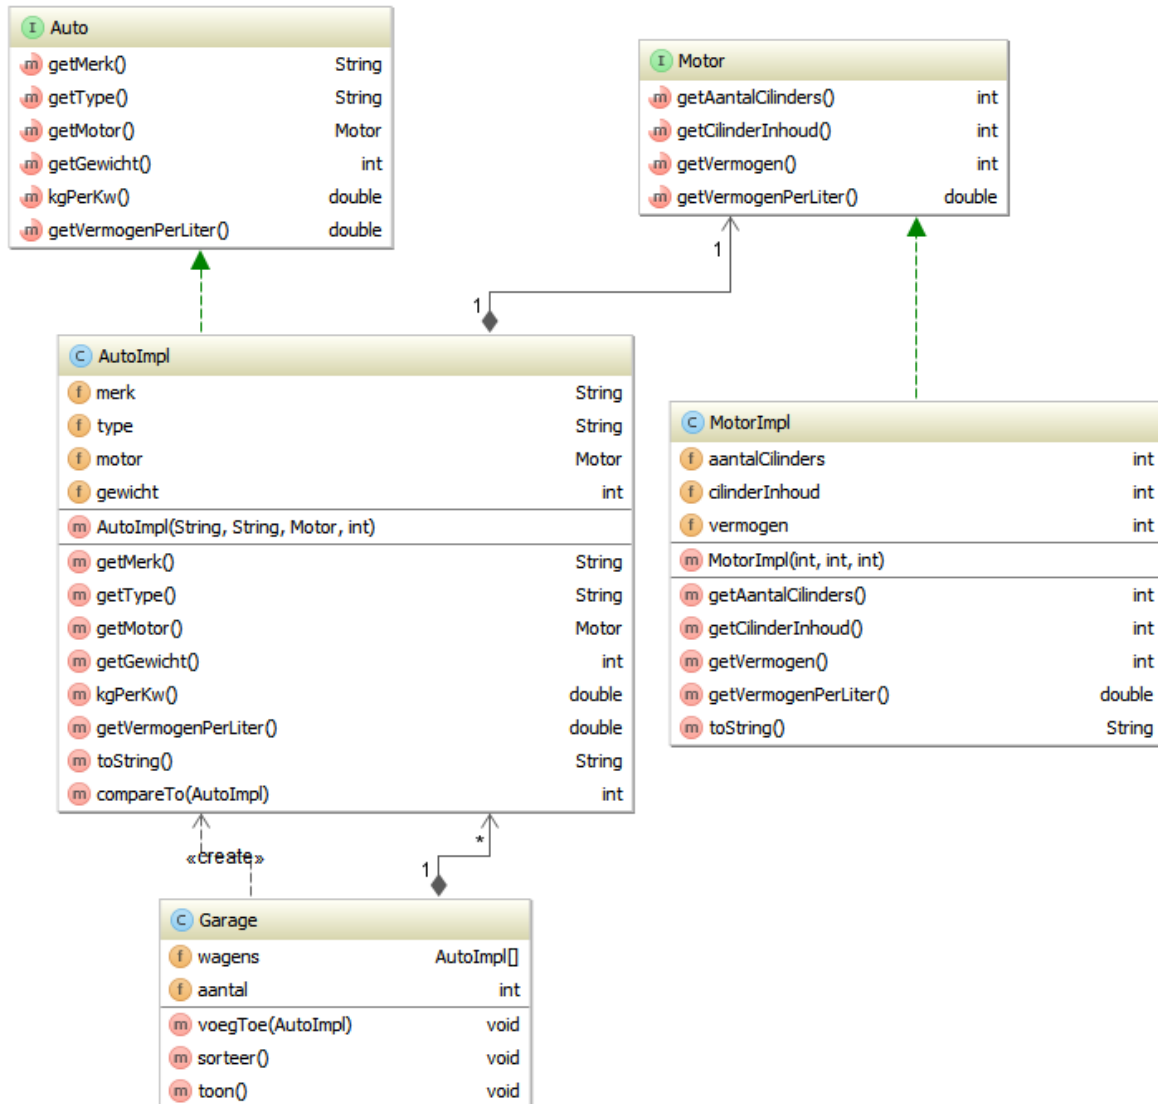 I Auto
m getMerk() String
m getType() String
m getMotor() Motor
m getGewicht() int
m kgPerKw() double
m getVermogenPerLiter() double
I Motor
m getAantalCilinders() int
m getCilinderInhoud() int
m getVermogen() int
m getVermogenPerLiter() double
1
1
C AutoImpl
f merk String
f type String
f motor Motor
f gewicht int
m AutoImpl(String, String, Motor, int)
m getMerk() String
m getType() String
m getMotor() Motor
m getGewicht() int
m kgPerKw() double
m getVermogenPerLiter() double
m toString() String
m compareTo(AutoImpl) int
C MotorImpl
f aantalCilinders int
f cilinderInhoud int
f vermogen int
m MotorImpl(int, int, int)
m getAantalCilinders() int
m getCilinderInhoud() int
m getVermogen() int
m getVermogenPerLiter() double
m toString() String
«create»
*
1
C Garage
f wagens AutoImpl[]
f aantal int
m voegToe(AutoImpl) void
m sorteer() void
m toon() void